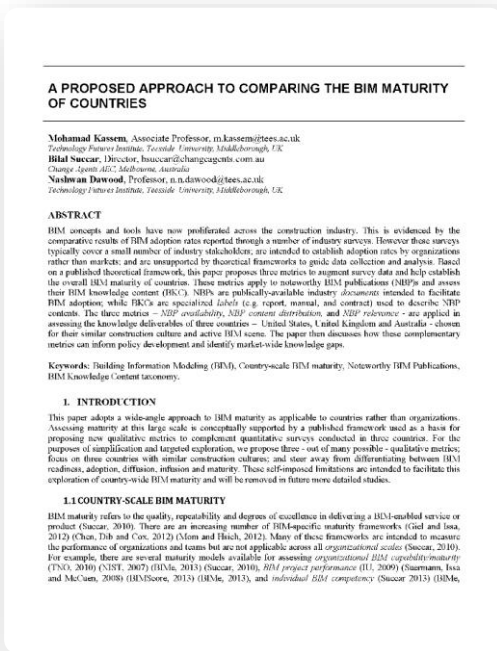 A PROPOSED APPROACH TO COMPARING THE BIM MATURITY
OF COUNTRIES
Mohamad Kassem, Associate Professor, m.kassem@tees.ac.uk
Technology Futures Institute, Teesside University, Middleborough, UK
Bilal Succar, Director, bsuccar@changeagents.com.au
Change Agents AEC, Melbourne, Australia
Nashwan Dawood, Professor, n.n.dawood@tees.ac.uk
Technology Futures Institute, Teesside University, Middleborough, UK
ABSTRACT
BIM concepts and tools have now proliferated across the construction industry. This is evidenced by the
comparative results of BIM adoption rates reported through a number of industry surveys. However these surveys
typically cover a small number of industry stakeholders; are intended to establish adoption rates by organizations
rather than markets; and are unsupported by theoretical frameworks to guide data collection and analysis. Based
on a published theoretical framework, this paper proposes three metrics to augment survey data and help establish
the overall BIM maturity of countries. These metrics apply to noteworthy BIM publications (NBP)s and assess
their BIM knowledge content (BKC). NBPs are publically-available industry documents intended to facilitate
BIM adoption; while BKCs are specialized labels (e.g. report, manual, and contract) used to describe NBP
contents. The three metrics – NBP availability, NBP content distribution, and NBP relevance - are applied in
assessing the knowledge deliverables of three countries – United States, United Kingdom and Australia - chosen
for their similar construction culture and active BIM scene. The paper then discusses how these complementary
metrics can inform policy development and identify market-wide knowledge gaps.
Keywords: Building Information Modeling (BIM), Country-scale BIM maturity, Noteworthy BIM Publications,
BIM Knowledge Content taxonomy.
1. INTRODUCTION
This paper adopts a wide-angle approach to BIM maturity as applicable to countries rather than organizations.
Assessing maturity at this large scale is conceptually supported by a published framework used as a basis for
proposing new qualitative metrics to complement quantitative surveys conducted in three countries. For the
purposes of simplification and targeted exploration, we propose three - out of many possible - qualitative metrics;
focus on three countries with similar construction cultures; and steer away from differentiating between BIM
readiness, adoption, diffusion, infusion and maturity. These self-imposed limitations are intended to facilitate this
exploration of country-wide BIM maturity and will be removed in future more detailed studies.
1.1 COUNTRY-SCALE BIM MATURITY
BIM maturity refers to the quality, repeatability and degrees of excellence in delivering a BIM-enabled service or
product (Succar, 2010). There are an increasing number of BIM-specific maturity frameworks (Giel and Issa,
2012) (Chen, Dib and Cox, 2012) (Mom and Hsieh, 2012). Many of these frameworks are intended to measure
the performance of organizations and teams but are not applicable across all organizational scales (Succar, 2010).
For example, there are several maturity models available for assessing organizational BIM capability/maturity
(TNO, 2010) (NIST, 2007) (BIMe, 2013) (Succar, 2010), BIM project performance (IU, 2009) (Suermann, Issa
and McCuen, 2008) (BIMScore, 2013) (BIMe, 2013), and individual BIM competency (Succar 2013) (BIMe,